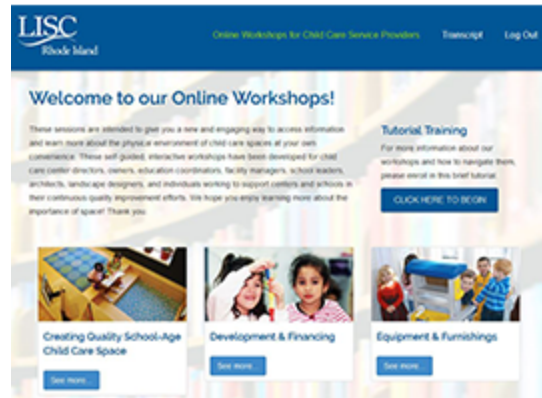 LISC
Rhode Island
Online Workshops for Child Care Service Providers
Transcript
Log Out
Welcome to our Online Workshops!
These sessions are intended to give you a new and engaging way to access information
and learn more about the physical environment of child care spaces at your own
convenience. These self guided, interactive workshops have been developed for child
care center directors, owners, education coordinators, facility managers, school leaders,
architects, landscape designers, and individuals working to support centers and schools in
their continuous quality improvement efforts. We hope you enjoy learning more about the
importance of space! Thank you.
Tutorial Training
For more information about our
workshops and how to navigate them,
please enroll in this brief tutorial.
CLICK HERE TO BEGIN
Creating Quality School-Age
Child Care Space
See more...
Development & Financing
See more...
Equipment & Furnishings
See more...